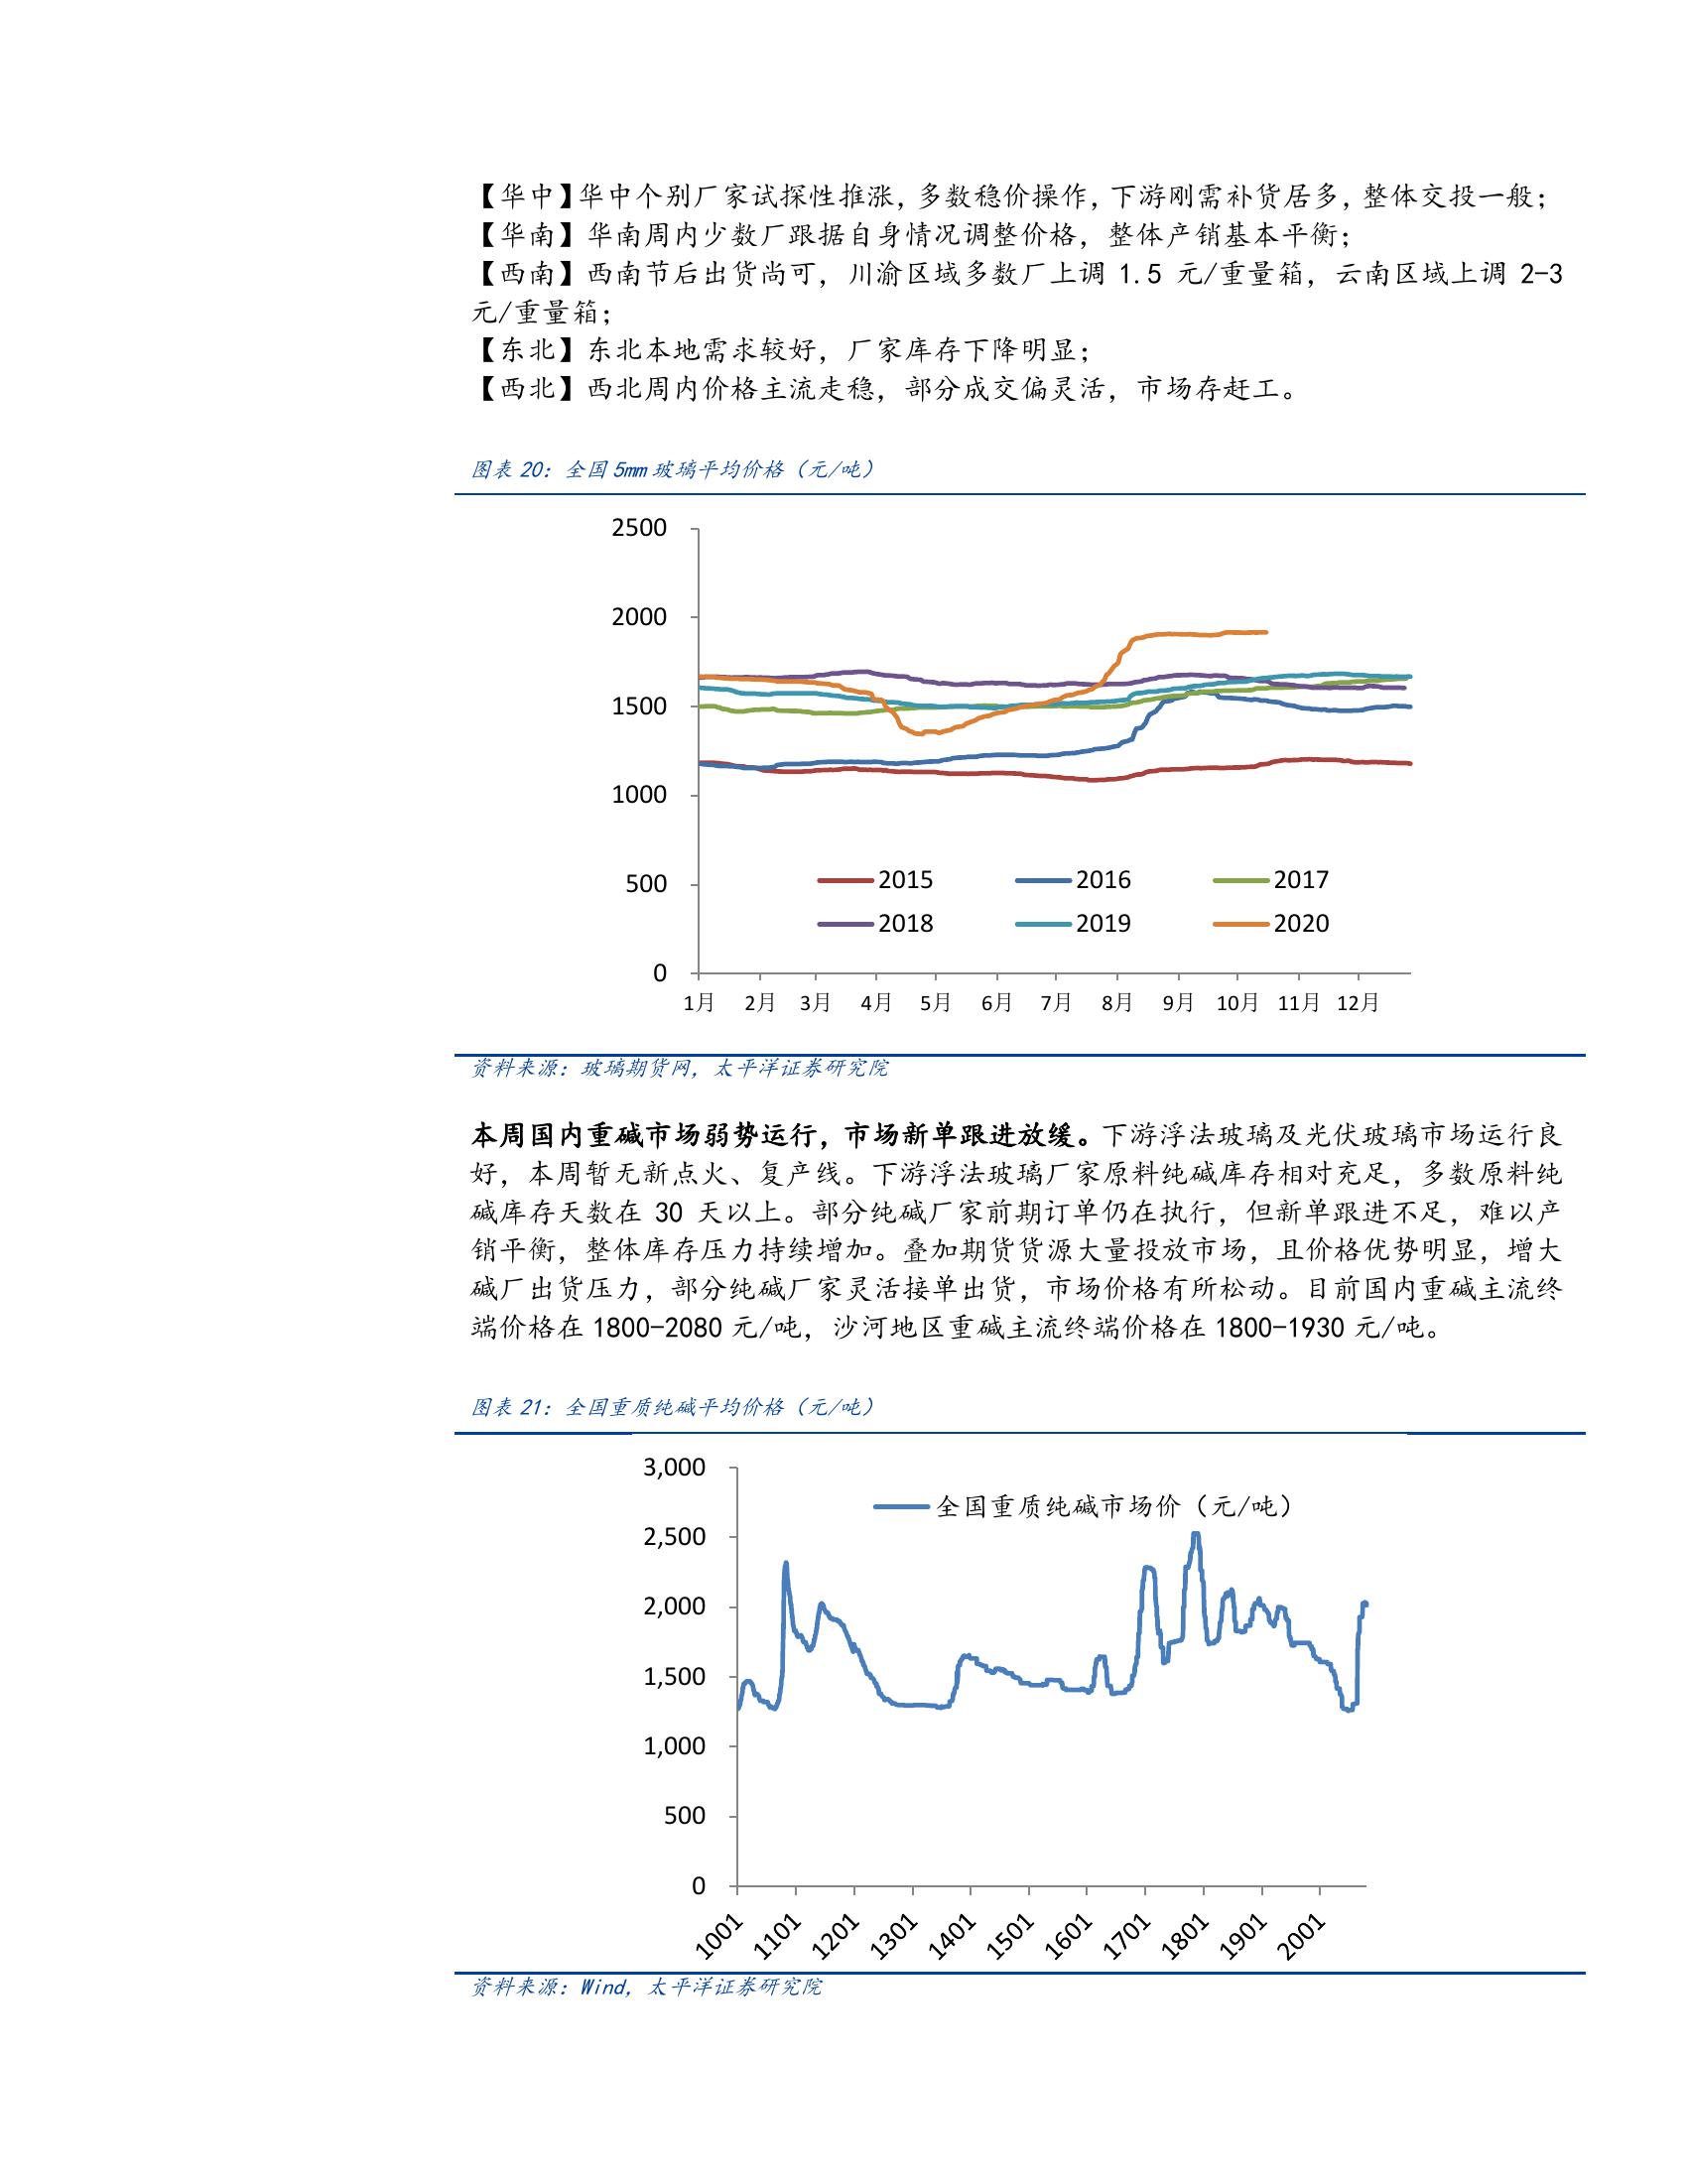 【华中】华中个别厂家试探性推涨，多数稳价操作，下游刚需补货居多，整体交投一般；
【华南】华南周内少数厂跟据自身情况调整价格，整体产销基本平衡；
【西南】西南节后出货尚可，川渝区域多数厂上调 1.5 元/重量箱，云南区域上调 2-3
元/重量箱；
【东北】东北本地需求较好，厂家库存下降明显；
【西北】西北周内价格主流走稳，部分成交偏灵活，市场存赶工。
图表 20：全国 5mm 玻璃平均价格（元/吨）
2500
2000
1500
1000
500
0
2015 2016 2017
2018 2019 2020
1月 2月 3月 4月 5月 6月 7月 8月 9月 10月 11月 12月
资料来源：玻璃期货网，太平洋证券研究院
本周国内重碱市场弱势运行，市场新单跟进放缓。下游浮法玻璃及光伏玻璃市场运行良
好，本周暂无新点火、复产线。下游浮法玻璃厂家原料纯碱库存相对充足，多数原料纯
碱库存天数在 30 天以上。部分纯碱厂家前期订单仍在执行，但新单跟进不足，难以产
销平衡，整体库存压力持续增加。叠加期货货源大量投放市场，且价格优势明显，增大
碱厂出货压力，部分纯碱厂家灵活接单出货，市场价格有所松动。目前国内重碱主流终
端价格在 1800-2080 元/吨，沙河地区重碱主流终端价格在 1800-1930 元/吨。
图表 21：全国重质纯碱平均价格（元/吨）
3,000
全国重质纯碱市场价（元/吨）
2,500
2,000
1,500
1,000
500
0
1001 1101 1201 1301 1401 1501 1601 1701 1801 1901 2001
资料来源：Wind，太平洋证券研究院